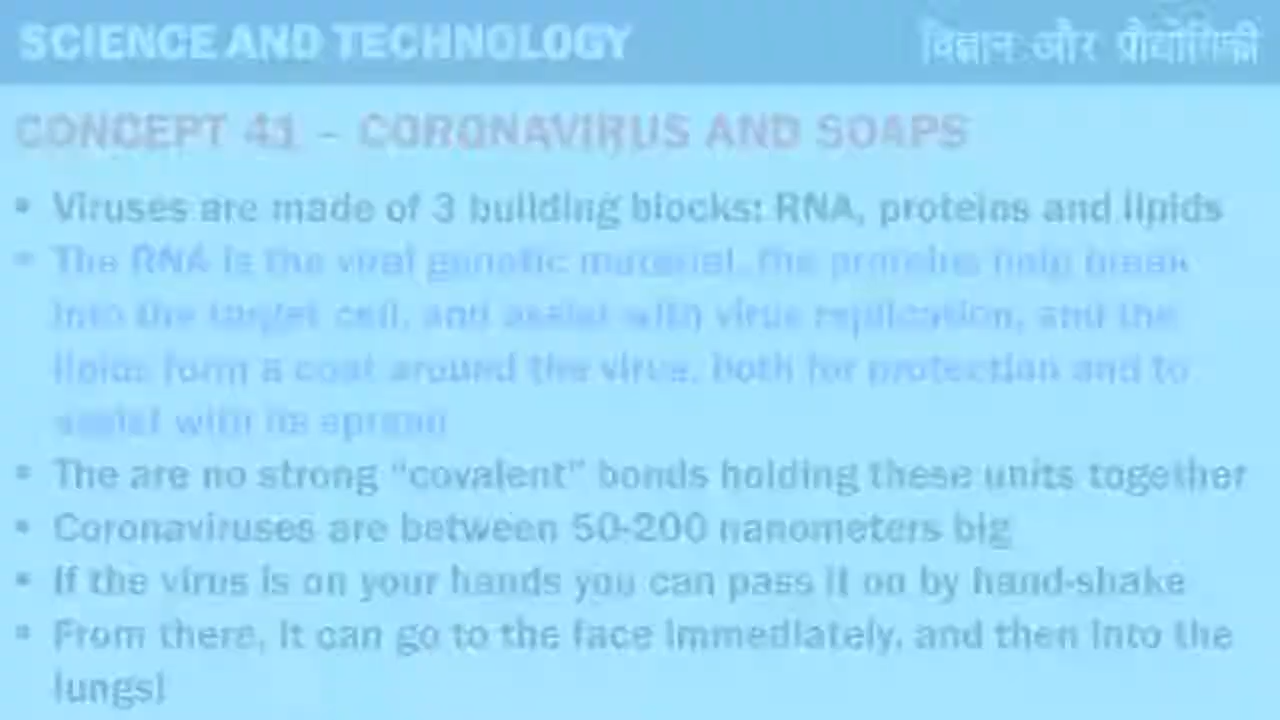 SCIENCE AND TECHNOLOGY
विज्ञान और प्रौद्योगिकी
CONCEPT 41 – CORONAVIRUS AND SOAPS
• Viruses are made of 3 building blocks: RNA, proteins and lipids
• The RNA is the viral genetic material, the proteins help break
into the target cell, and assist with virus replication, and the
lipids form a coat around the virus, both for protection and to
assist with its spread
• The are no strong “covalent” bonds holding these units together
• Coronaviruses are between 50-200 nanometers big
• If the virus is on your hands you can pass it on by hand-shake
• From there, it can go to the face immediately, and then into the
lungs!